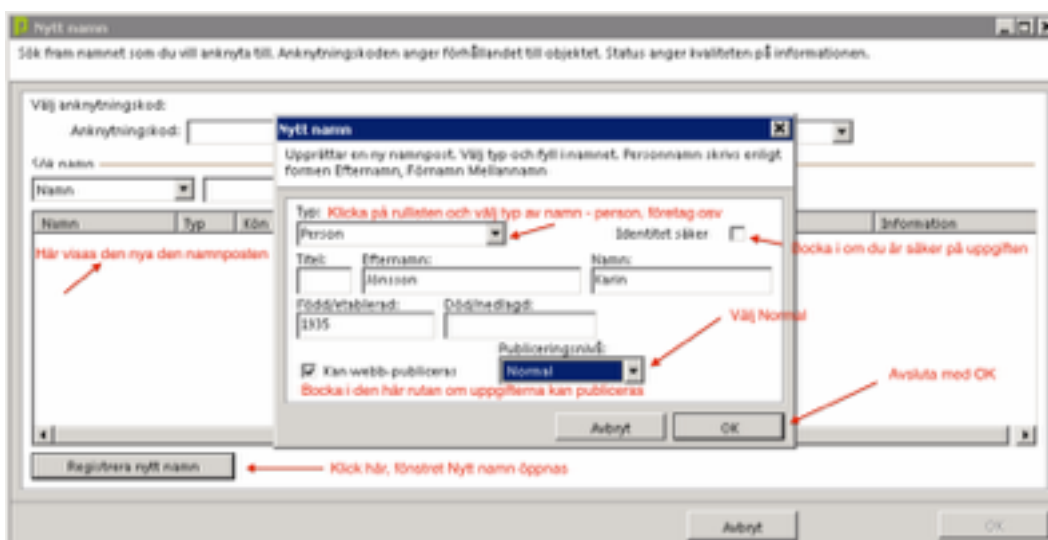 Nytt namn
Sök fram namnet som du vill anknyta till. Anknytningskoden anger förhållandet till objektet. Status anger kvaliteten på informationen.
Välj anknytningskod:
Anknytningskod:
Sök namn
Namn
Namn Typ Kön Information
Här visas den nya den namnposten
Nytt namn
Upprättar en ny namnpost. Välj typ och fyll i namnet. Personnamn skrivs enligt
formen Efternamn, Förnamn Mellannamn
Typ: Klicka på rullisten och välj typ av namn - person, företag osv
Person Identitet säker
Bocka i om du är säker på uppgiften
Titel: Efternamn: Namn:
Jönsson Karin
Född/etablerad: Död/nedlagd:
1935
Välj Normal
Publiceringsnivå:
Kan webb-publiceras Normal
Bocka i den här rutan om uppgifterna kan publiceras
Avsluta med OK
Avbryt OK
Registrera nytt namn
Klick här, fönstret Nytt namn öppnas
Avbryt OK